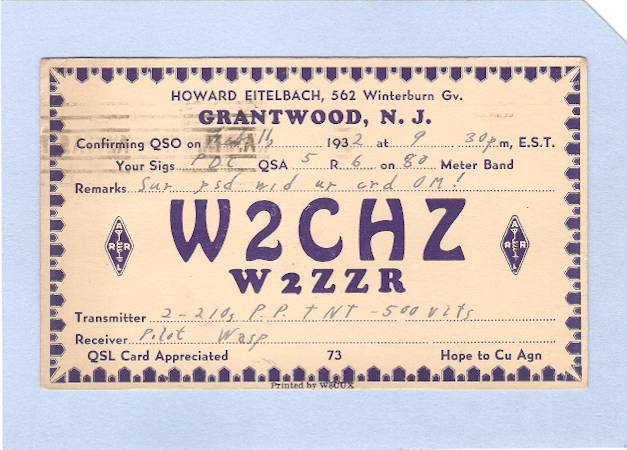 HOWARD EITELBACH, 562 Winterburn Gv.
GRANTWOOD, N. J.
Confirming QSO on 1932 at 9 30 pm, E.S.T.
Your Sigs PDC QSA 5 R 6 on 80 Meter Band
Remarks Sur psd wid ur crd OM!
W2CHZ
W2ZZR
Transmitter 2-210s P.P. TNT - 500 vlts
Receiver Pilot Wasp
QSL Card Appreciated 73 Hope to Cu Agn
Printed by W8CUX